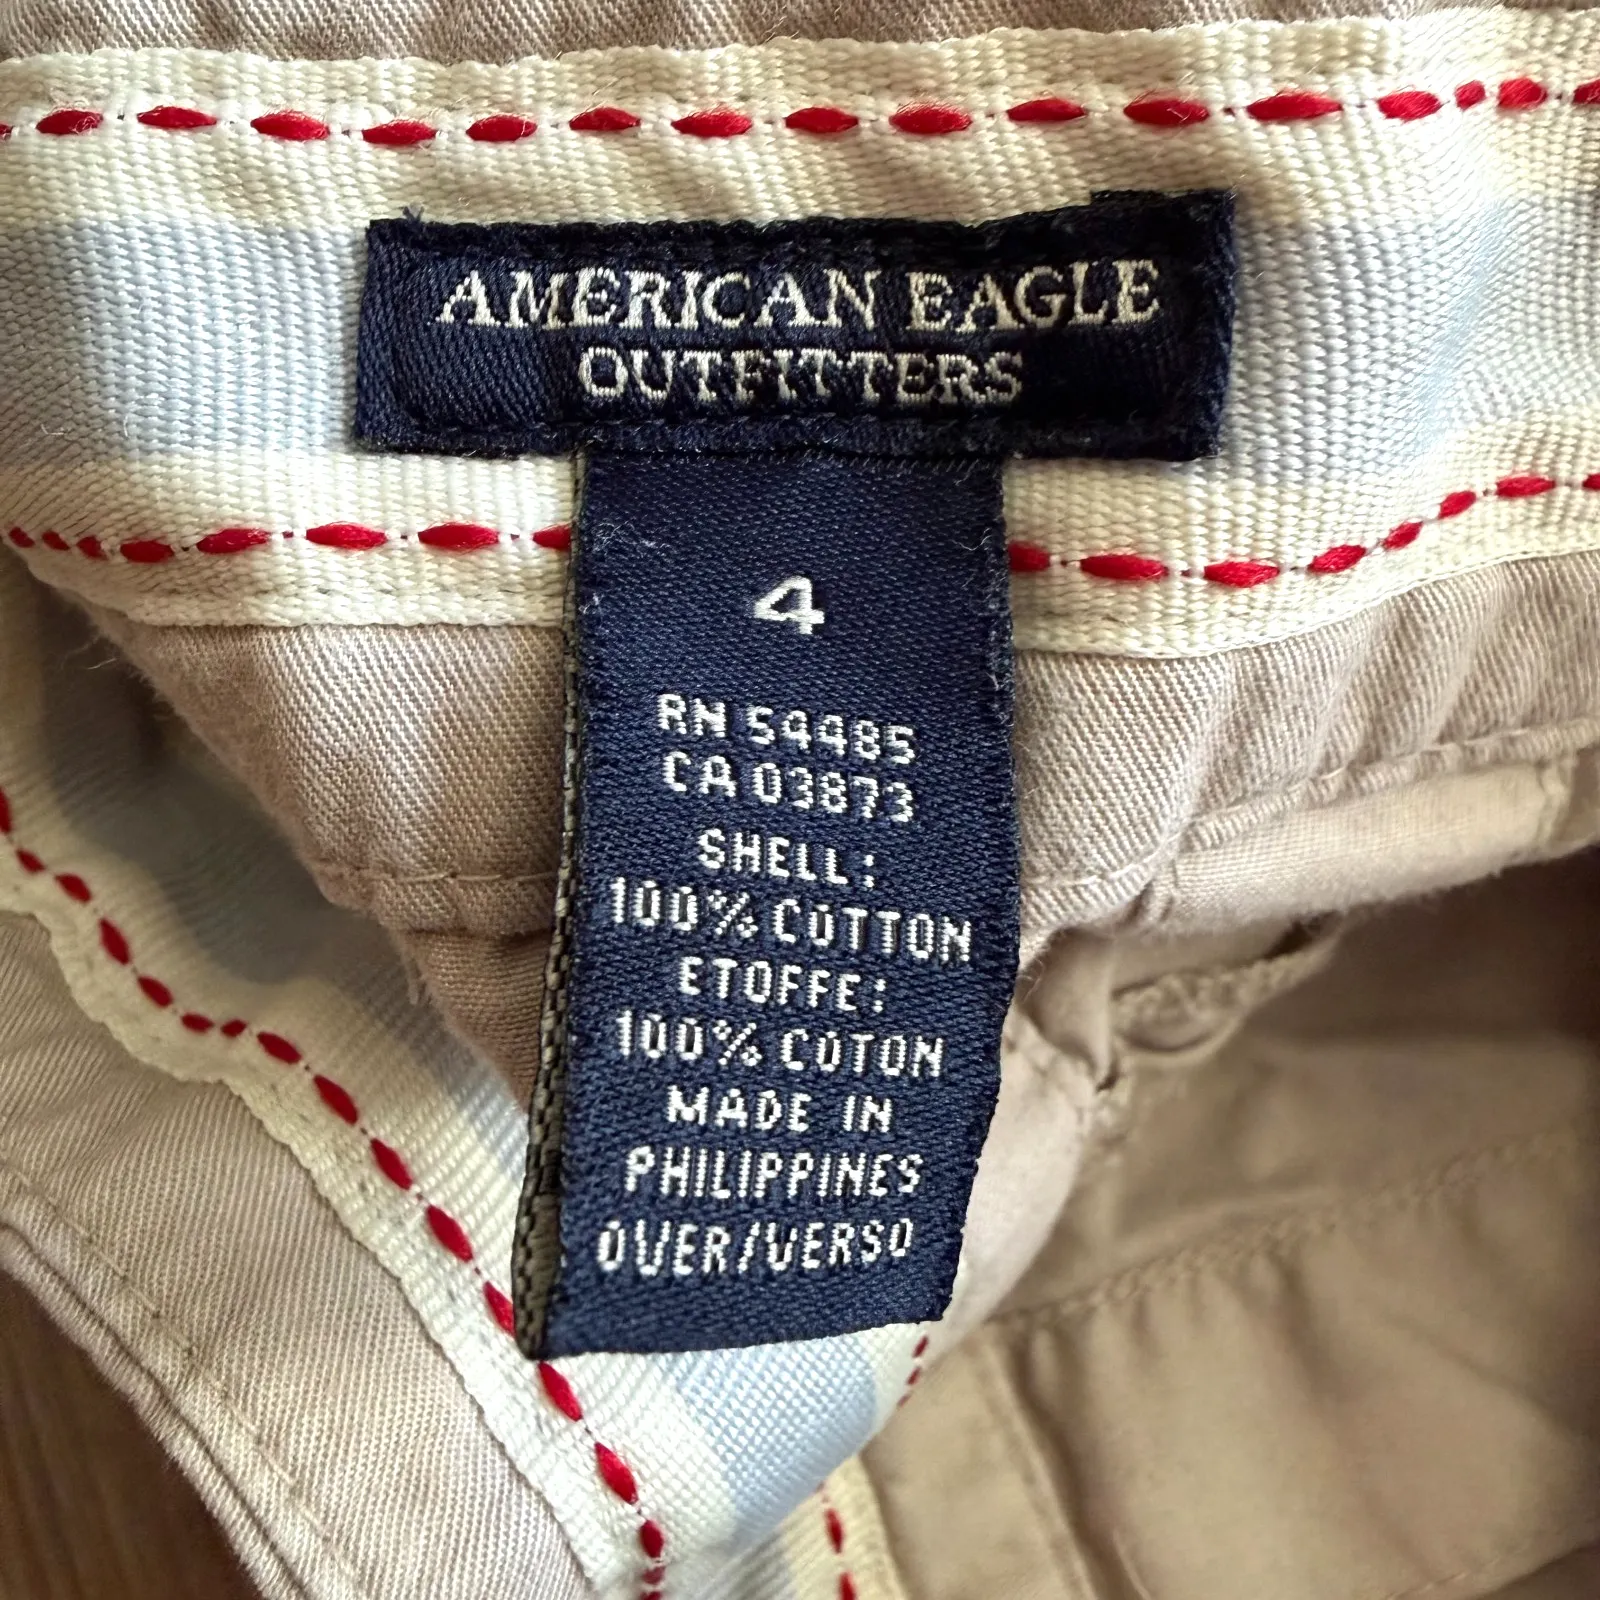 AMERICAN EAGLE
OUTFITTERS
4
RN 54485
CA 03873
SHELL:
100% COTTON
ETOFFE:
100% COTON
MADE IN
PHILIPPINES
OVER/VERSO